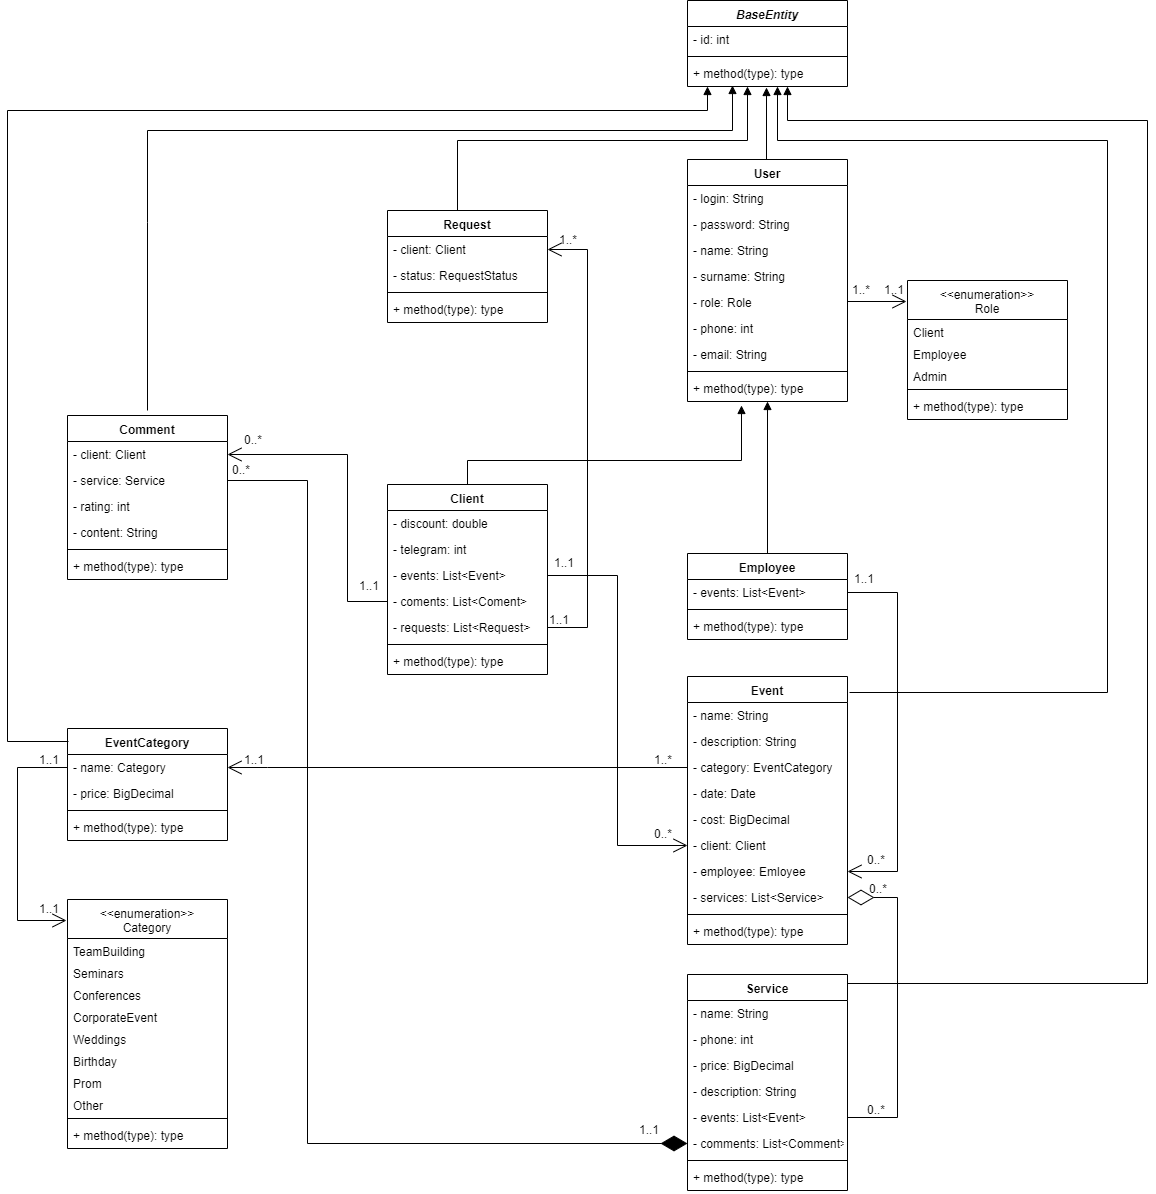 BaseEntity
- id: int
+ method(type): type
User
- login: String
- password: String
- name: String
- surname: String
- role: Role
- phone: int
- email: String
+ method(type): type
1..*
1..1
<<enumeration>>
Role
Client
Employee
Admin
+ method(type): type
Request
- client: Client
- status: RequestStatus
+ method(type): type
1..*
Comment
- client: Client
- service: Service
- rating: int
- content: String
+ method(type): type
0..*
0..*
1..1
Client
- discount: double
- telegram: int
- events: List<Event>
- coments: List<Coment>
- requests: List<Request>
+ method(type): type
1..1
1..1
Employee
- events: List<Event>
+ method(type): type
1..1
EventCategory
- name: Category
- price: BigDecimal
+ method(type): type
1..1
1..1
1..*
0..*
Event
- name: String
- description: String
- category: EventCategory
- date: Date
- cost: BigDecimal
- client: Client
- employee: Emloyee
- services: List<Service>
+ method(type): type
0..*
0..*
1..1
<<enumeration>>
Category
TeamBuilding
Seminars
Conferences
CorporateEvent
Weddings
Birthday
Prom
Other
+ method(type): type
Service
- name: String
- phone: int
- price: BigDecimal
- description: String
- events: List<Event>
- comments: List<Comment>
+ method(type): type
0..*
1..1